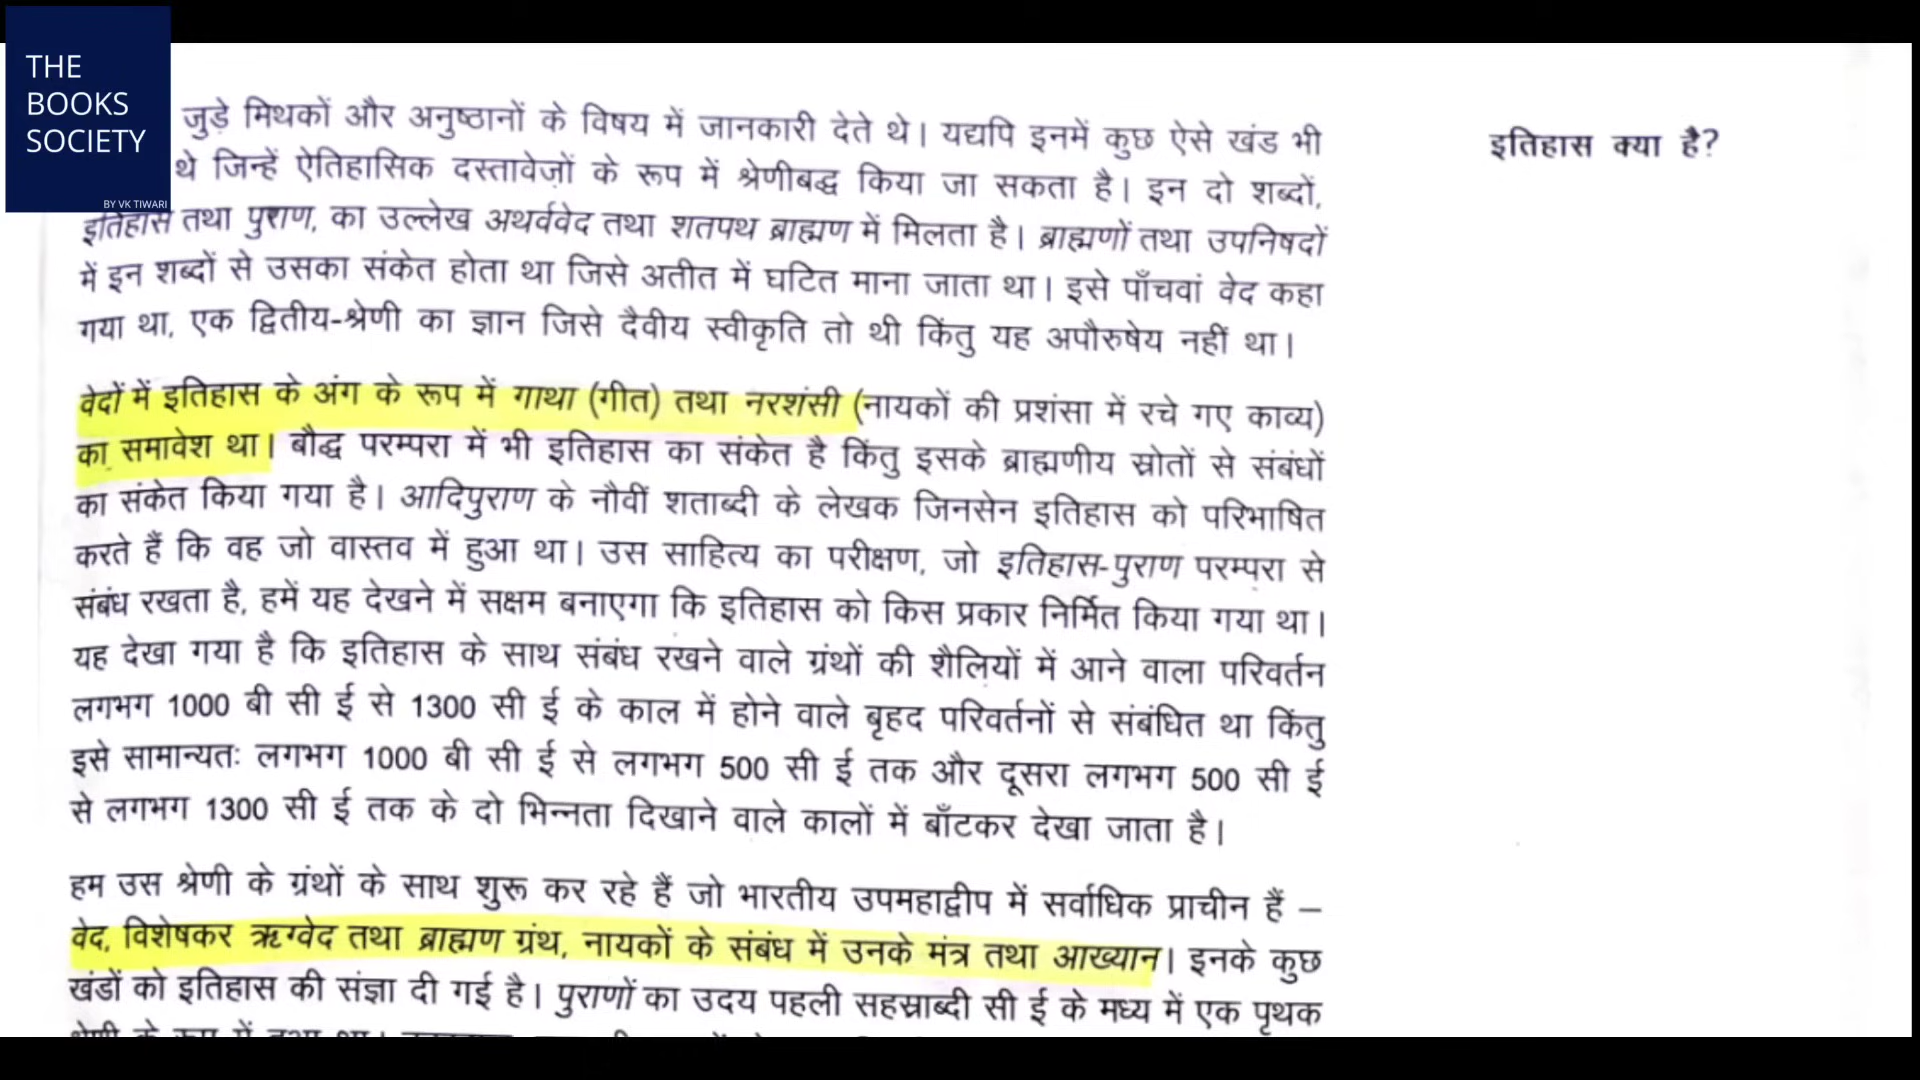 THE
BOOKS
SOCIETY
BY VK TIWARI
इतिहास क्या है?
जुड़े मिथकों और अनुष्ठानों के विषय में जानकारी देते थे। यद्यपि इनमें कुछ ऐसे खंड भी
थे जिन्हें ऐतिहासिक दस्तावेज़ों के रूप में श्रेणीबद्ध किया जा सकता है। इन दो शब्दों,
इतिहास तथा पुराण, का उल्लेख अथर्ववेद तथा शतपथ ब्राह्मण में मिलता है। ब्राह्मणों तथा उपनिषदों
में इन शब्दों से उसका संकेत होता था जिसे अतीत में घटित माना जाता था। इसे पाँचवां वेद कहा
गया था, एक द्वितीय-श्रेणी का ज्ञान जिसे दैवीय स्वीकृति तो थी किंतु यह अपौरुषेय नहीं था।
वेदों में इतिहास के अंग के रूप में गाथा (गीत) तथा नरशंसी (नायकों की प्रशंसा में रचे गए काव्य)
का समावेश था। बौद्ध परम्परा में भी इतिहास का संकेत है किंतु इसके ब्राह्मणीय स्रोतों से संबंधों
का संकेत किया गया है। आदिपुराण के नौवीं शताब्दी के लेखक जिनसेन इतिहास को परिभाषित
करते हैं कि वह जो वास्तव में हुआ था। उस साहित्य का परीक्षण, जो इतिहास-पुराण परम्परा से
संबंध रखता है, हमें यह देखने में सक्षम बनाएगा कि इतिहास को किस प्रकार निर्मित किया गया था।
यह देखा गया है कि इतिहास के साथ संबंध रखने वाले ग्रंथों की शैलियों में आने वाला परिवर्तन
लगभग 1000 बी सी ई से 1300 सी ई के काल में होने वाले बृहद परिवर्तनों से संबंधित था किंतु
इसे सामान्यतः लगभग 1000 बी सी ई से लगभग 500 सी ई तक और दूसरा लगभग 500 सी ई
से लगभग 1300 सी ई तक के दो भिन्नता दिखाने वाले कालों में बाँटकर देखा जाता है।
हम उस श्रेणी के ग्रंथों के साथ शुरू कर रहे हैं जो भारतीय उपमहाद्वीप में सर्वाधिक प्राचीन हैं –
वेद, विशेषकर ऋग्वेद तथा ब्राह्मण ग्रंथ, नायकों के संबंध में उनके मंत्र तथा आख्यान। इनके कुछ
खंडों को इतिहास की संज्ञा दी गई है। पुराणों का उदय पहली सहस्राब्दी सी ई के मध्य में एक पृथक